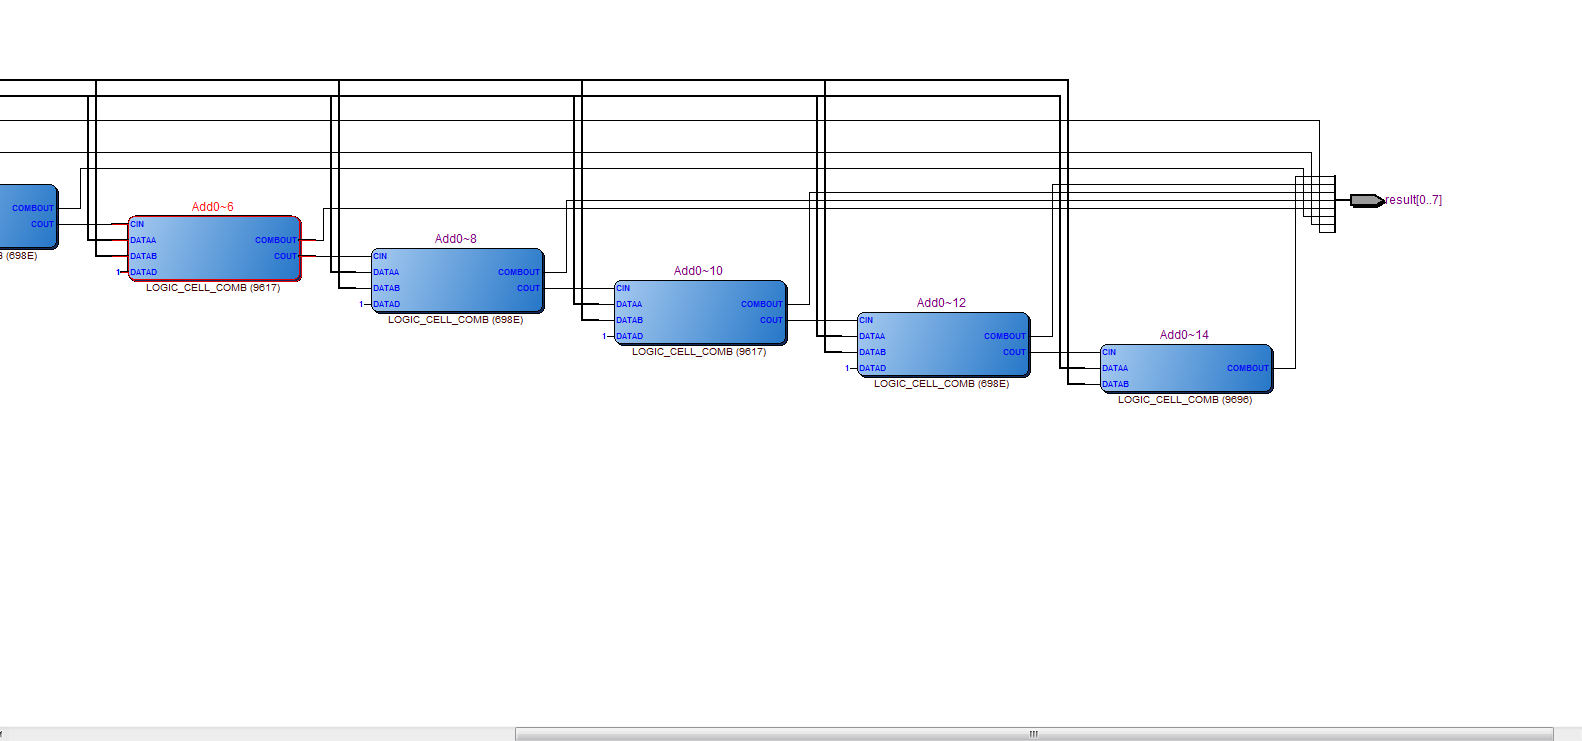 COMBOUT
COUT
(698E)
Add0~6
CIN
DATAA
DATAB
1
DATAD
COMBOUT
COUT
LOGIC_CELL_COMB (9617)
Add0~8
CIN
DATAA
DATAB
1
DATAD
COMBOUT
COUT
LOGIC_CELL_COMB (698E)
Add0~10
CIN
DATAA
DATAB
1
DATAD
COMBOUT
COUT
LOGIC_CELL_COMB (9617)
Add0~12
CIN
DATAA
DATAB
1
DATAD
COMBOUT
COUT
LOGIC_CELL_COMB (698E)
Add0~14
CIN
DATAA
DATAB
COMBOUT
LOGIC_CELL_COMB (9696)
result[0..7]